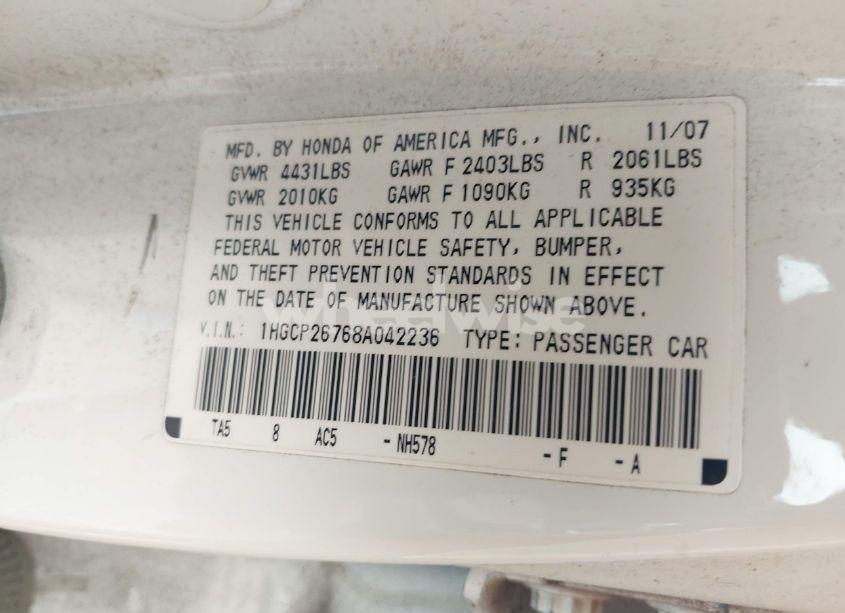 MFD. BY HONDA OF AMERICA MFG., INC. 11/07
GVWR 4431LBS GAWR F 2403LBS R 2061LBS
GVWR 2010KG GAWR F 1090KG R 935KG
THIS VEHICLE CONFORMS TO ALL APPLICABLE
FEDERAL MOTOR VEHICLE SAFETY, BUMPER,
AND THEFT PREVENTION STANDARDS IN EFFECT
ON THE DATE OF MANUFACTURE SHOWN ABOVE.
wheelwise
V.I.N.: 1HGCP26768A042236 TYPE: PASSENGER CAR
TA5 8 AC5 - NH578 - F - A